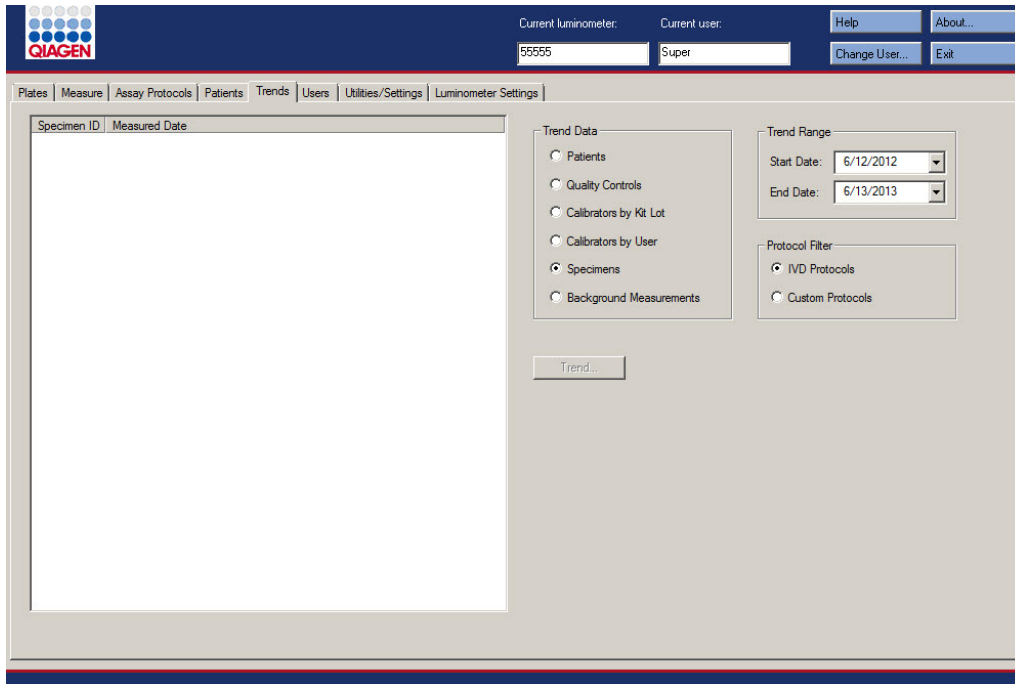 QIAGEN
Current luminometer: Current user: Help About...
55555 Super Change User... Exit
Plates Measure Assay Protocols Patients Trends Users Utilities/Settings Luminometer Settings
Specimen ID Measured Date
Trend Data
Patients
Quality Controls
Calibrators by Kit Lot
Calibrators by User
Specimens
Background Measurements
Trend Range
Start Date: 6/12/2012
End Date: 6/13/2013
Protocol Filter
IVD Protocols
Custom Protocols
Trend...